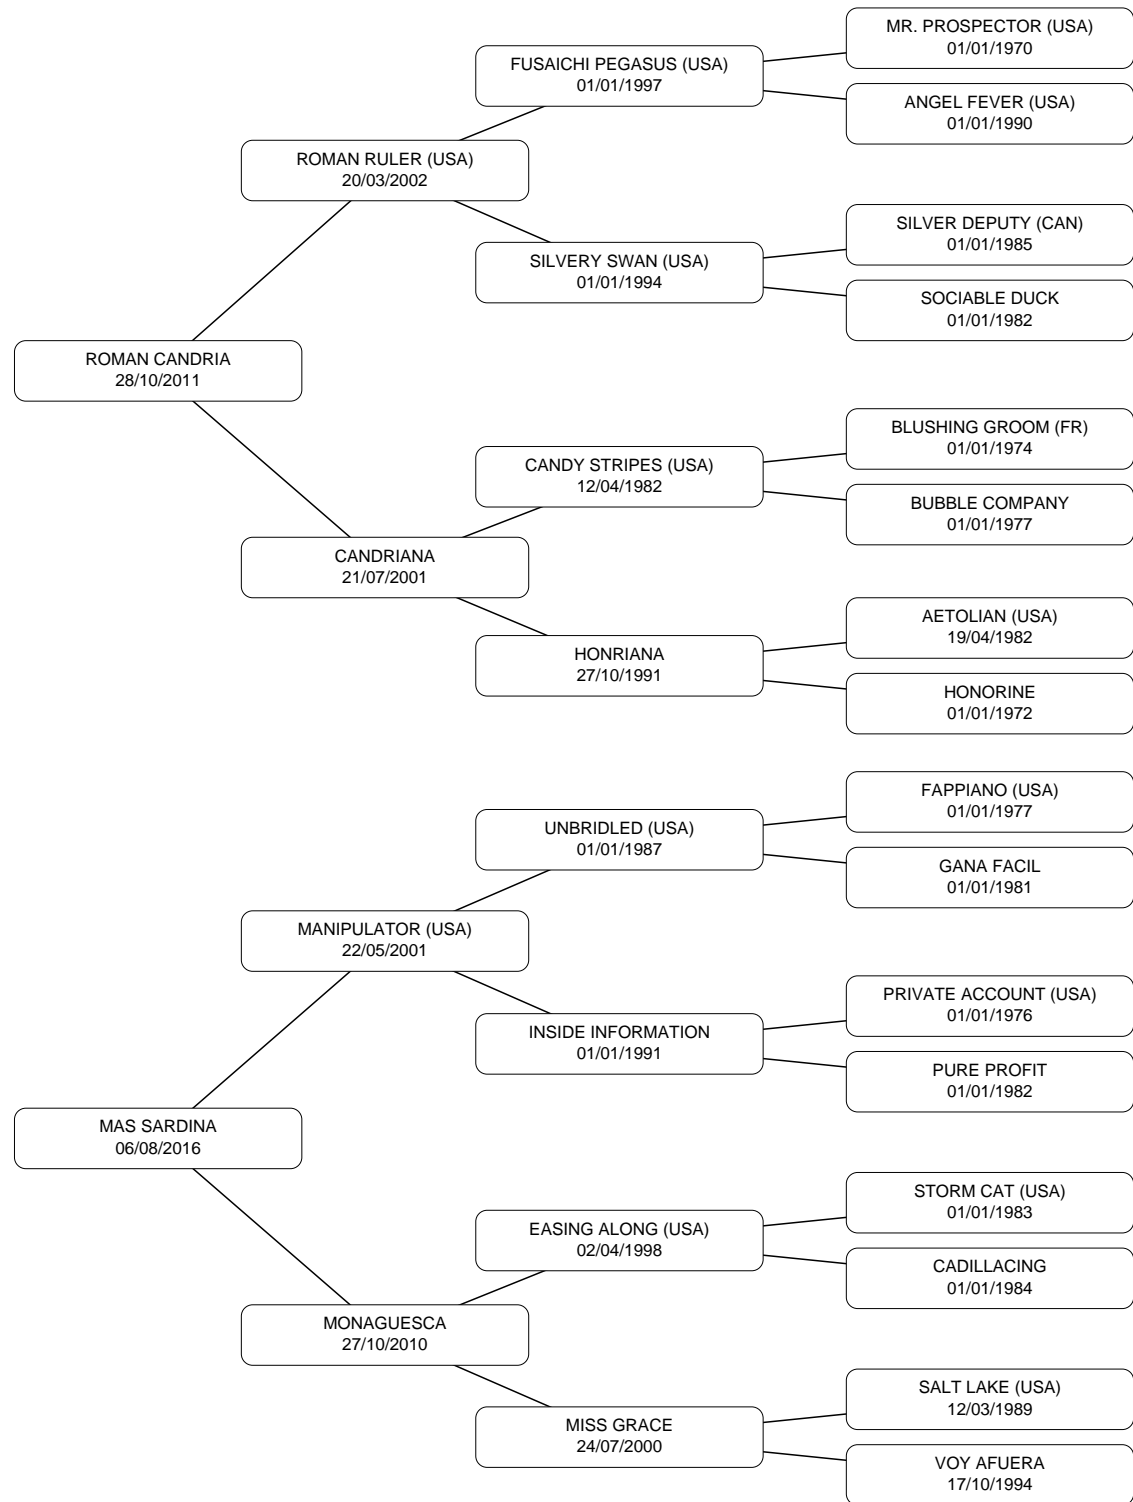 MR. PROSPECTOR (USA)
01/01/1970
FUSAICHI PEGASUS (USA)
01/01/1997
ANGEL FEVER (USA)
01/01/1990
ROMAN RULER (USA)
20/03/2002
SILVER DEPUTY (CAN)
01/01/1985
SILVERY SWAN (USA)
01/01/1994
SOCIABLE DUCK
01/01/1982
ROMAN CANDRIA
28/10/2011
BLUSHING GROOM (FR)
01/01/1974
CANDY STRIPES (USA)
12/04/1982
BUBBLE COMPANY
01/01/1977
CANDRIANA
21/07/2001
AETOLIAN (USA)
19/04/1982
HONRIANA
27/10/1991
HONORINE
01/01/1972
FAPPIANO (USA)
01/01/1977
UNBRIDLED (USA)
01/01/1987
GANA FACIL
01/01/1981
MANIPULATOR (USA)
22/05/2001
PRIVATE ACCOUNT (USA)
01/01/1976
INSIDE INFORMATION
01/01/1991
PURE PROFIT
01/01/1982
MAS SARDINA
06/08/2016
STORM CAT (USA)
01/01/1983
EASING ALONG (USA)
02/04/1998
CADILLACING
01/01/1984
MONAGUESCA
27/10/2010
SALT LAKE (USA)
12/03/1989
MISS GRACE
24/07/2000
VOY AFUERA
17/10/1994